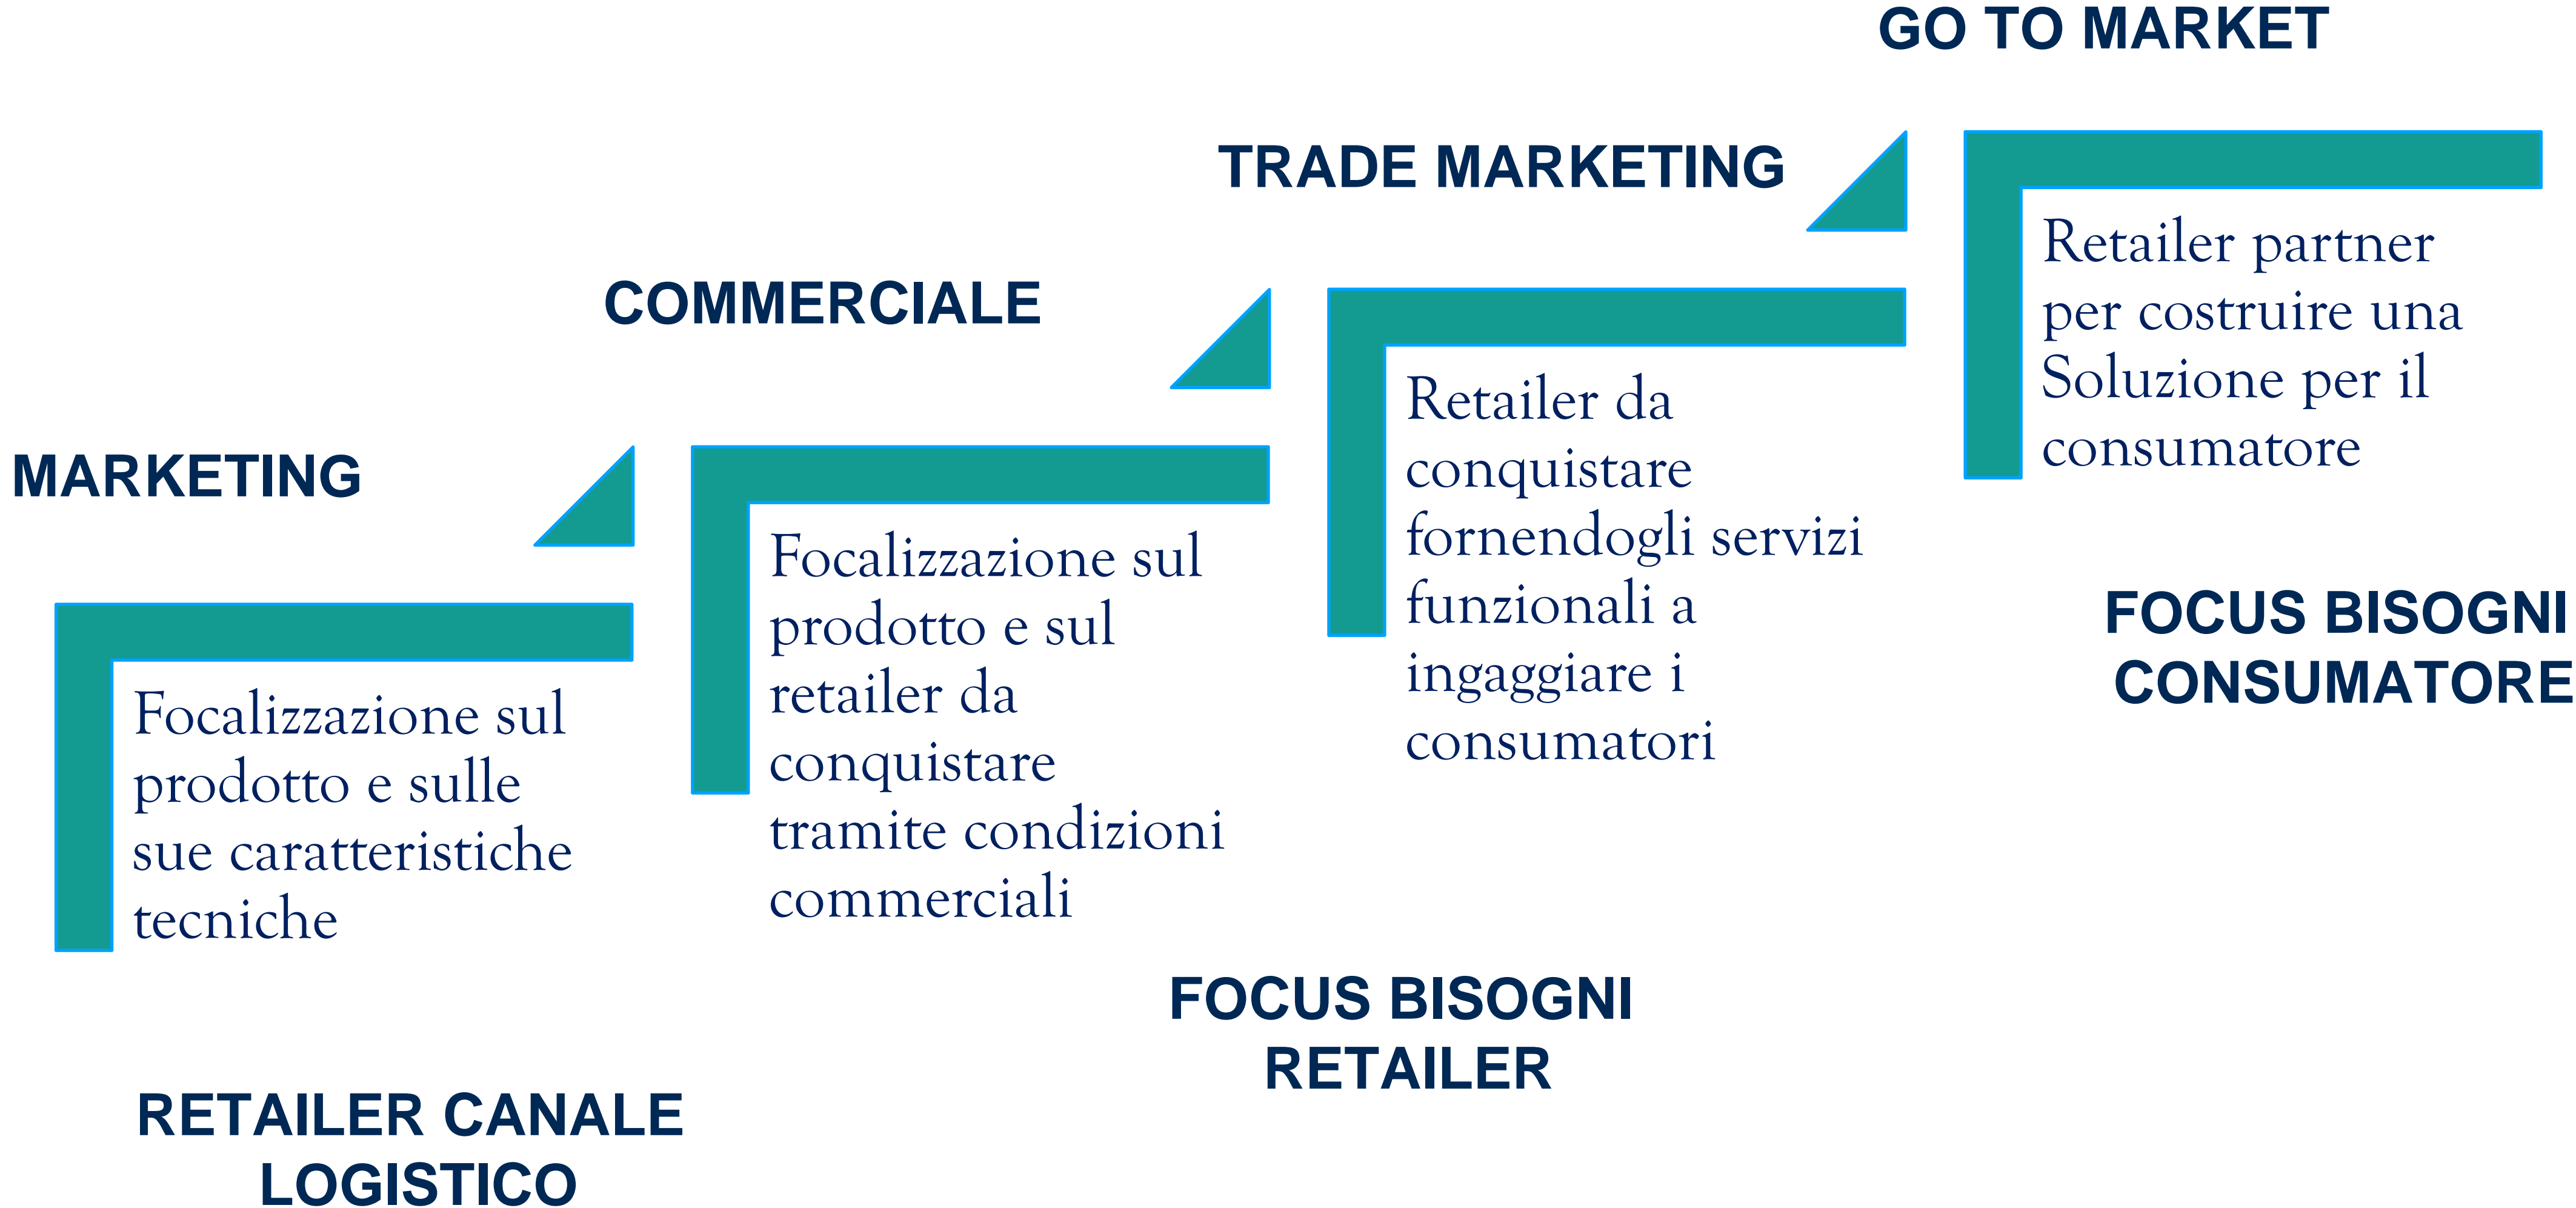 GO TO MARKET
TRADE MARKETING
COMMERCIALE
MARKETING
Focalizzazione sul
prodotto e sulle
sue caratteristiche
tecniche
Focalizzazione sul
prodotto e sul
retailer da
conquistare
tramite condizioni
commerciali
Retailer da
conquistare
fornendogli servizi
funzionali a
ingaggiare i
consumatori
Retailer partner
per costruire una
Soluzione per il
consumatore
RETAILER CANALE
LOGISTICO
FOCUS BISOGNI
RETAILER
FOCUS BISOGNI
CONSUMATORE